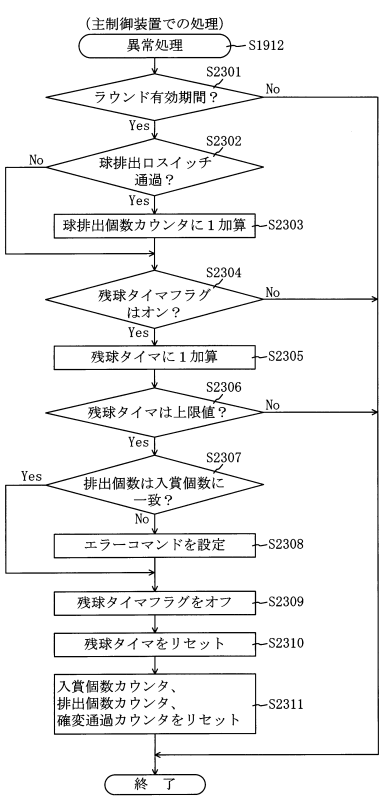 (主制御装置での処理)
異常処理
S1912
S2301
ラウンド有効期間？
No
Yes
S2302
球排出口スイッチ
通過？
No
Yes
球排出個数カウンタに１加算
S2303
S2304
残球タイマフラグ
はオン？
No
Yes
残球タイマに１加算
S2305
S2306
残球タイマは上限値？
No
Yes
S2307
排出個数は入賞個数に
一致？
Yes
No
エラーコマンドを設定
S2308
残球タイマフラグをオフ
S2309
残球タイマをリセット
S2310
入賞個数カウンタ、
排出個数カウンタ、
確変通過カウンタをリセット
S2311
終 了